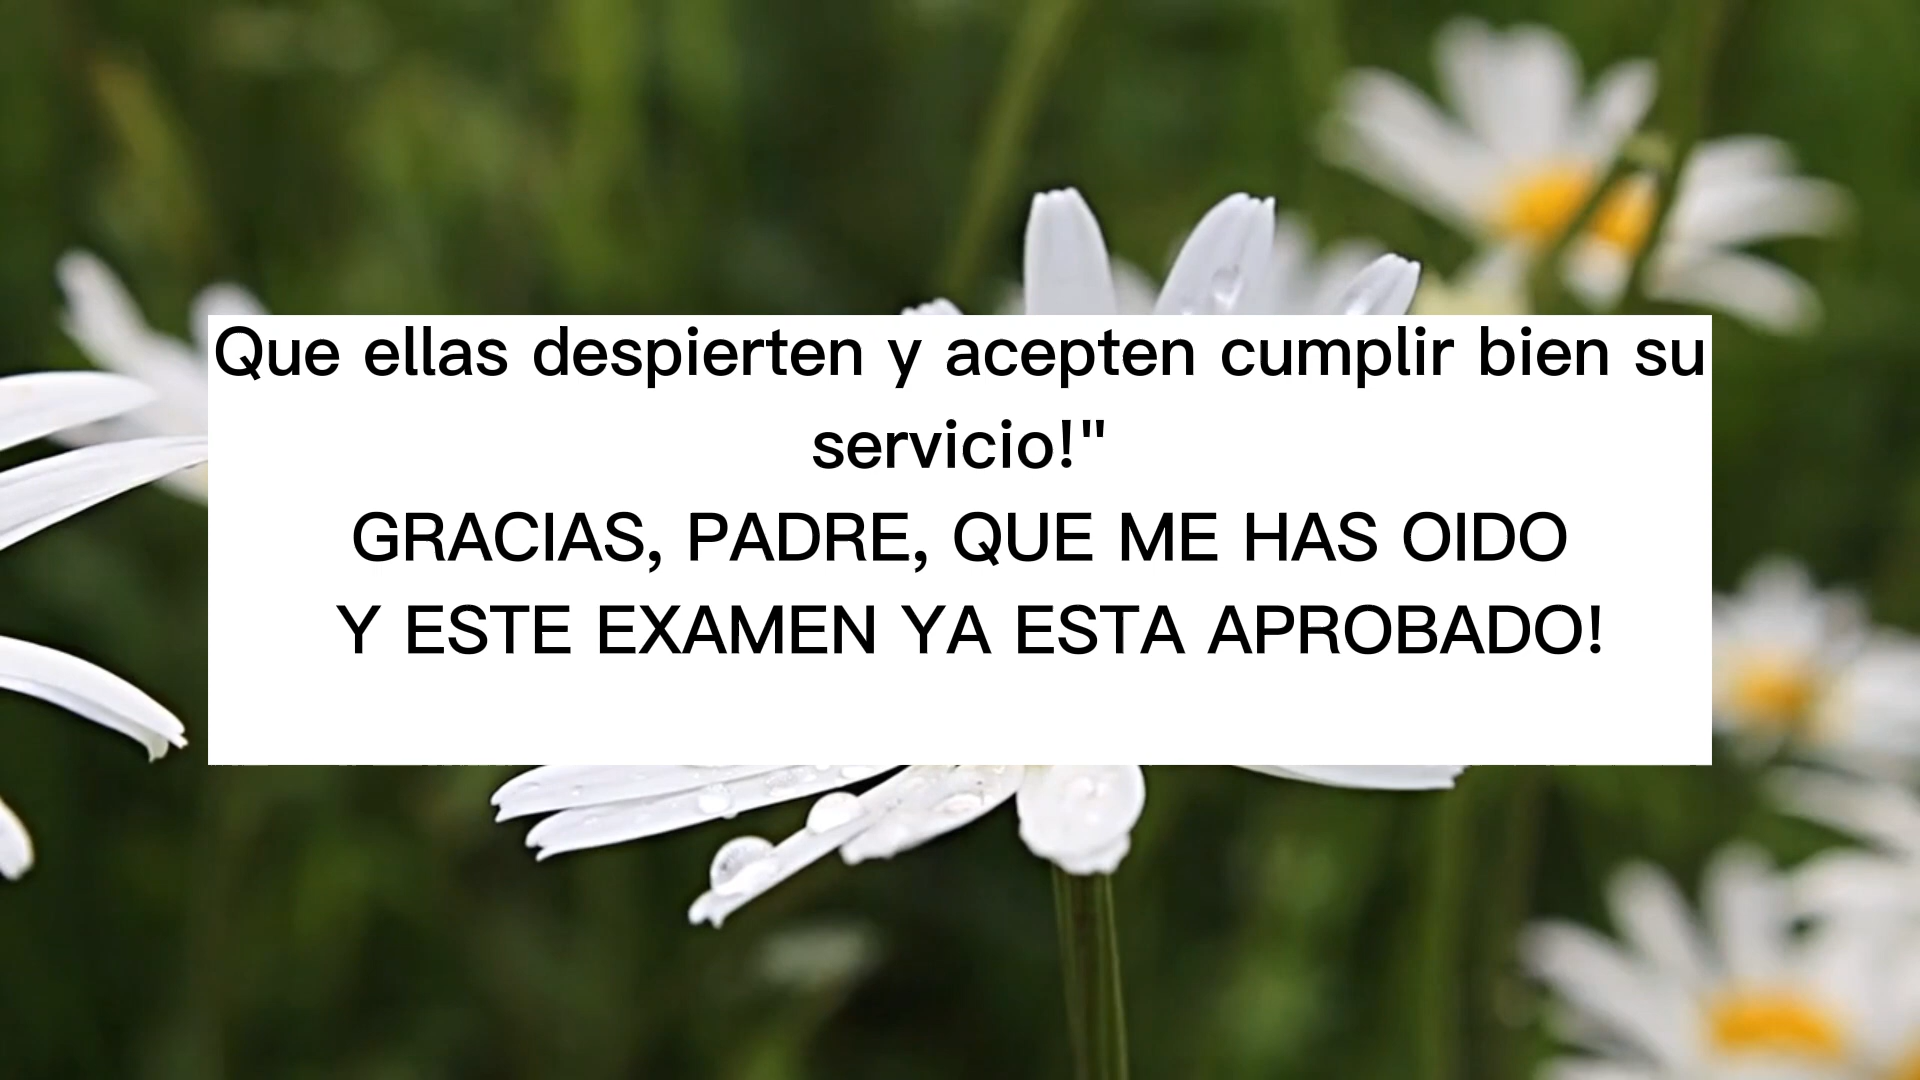 Que ellas despierten y acepten cumplir bien su
servicio!"
GRACIAS, PADRE, QUE ME HAS OIDO
Y ESTE EXAMEN YA ESTA APROBADO!